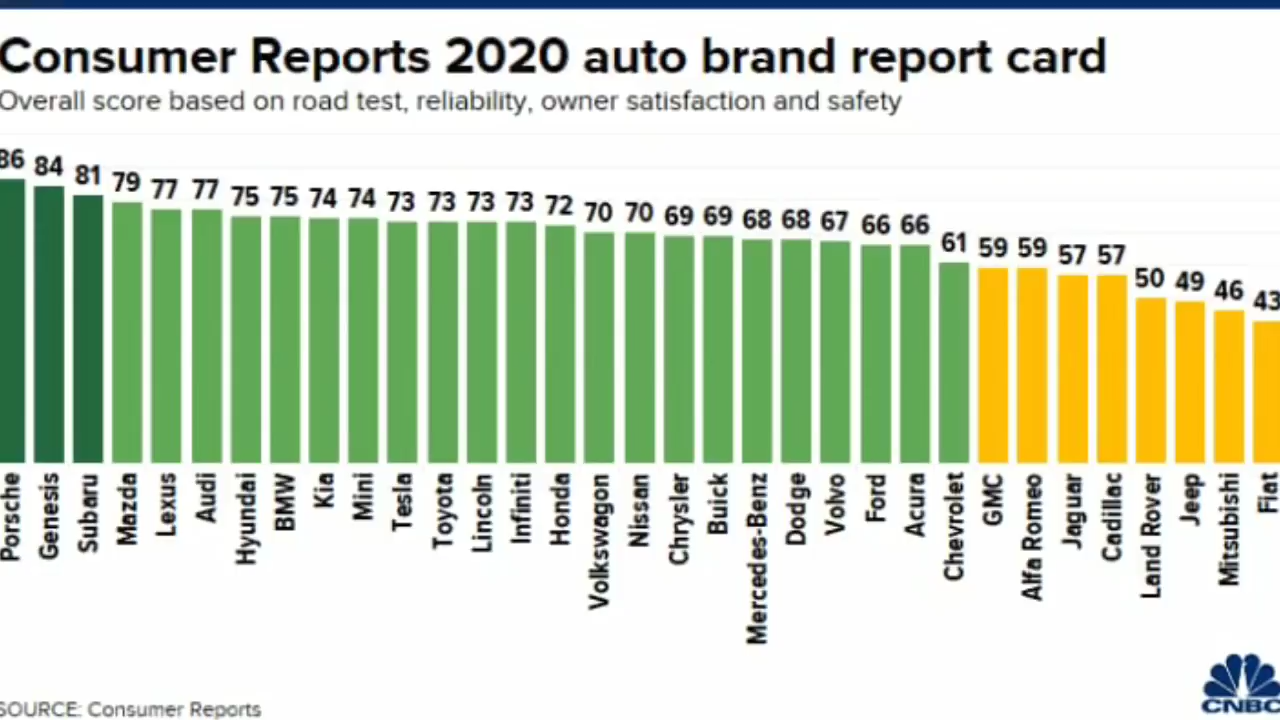 Consumer Reports 2020 auto brand report card
Overall score based on road test, reliability, owner satisfaction and safety
86 84 81 79 77 77 75 75 74 74 73 73 73 73 72 70 70 69 69 68 68 67 66 66 61 59 59 57 57 50 49 46 43
Porsche Genesis Subaru Mazda Lexus Audi Hyundai BMW Kia Mini Tesla Toyota Lincoln Infiniti Honda Volkswagon Nissan Chrysler Buick Mercedes-Benz Dodge Volvo Ford Acura Chevrolet GMC Alfa Romeo Jaguar Cadillac Land Rover Jeep Mitsubishi Fiat
SOURCE: Consumer Reports
CNBC